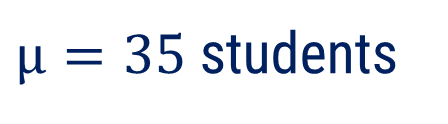 μ = 35 students